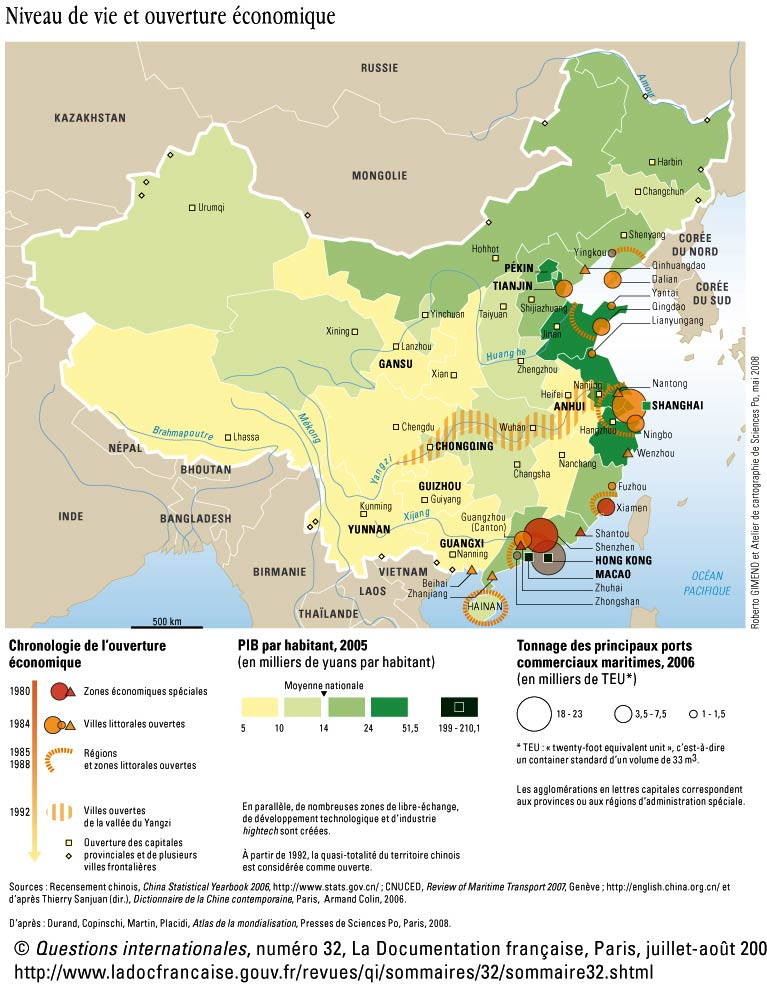 Niveau de vie et ouverture économique
RUSSIE
KAZAKHSTAN
MONGOLIE
Amour
Harbin
Changchun
Urumqi
Shenyang
CORÉE
DU NORD
Hohhot
Yingkou
PÉKIN
Qinhuangdao
TIANJIN
Dalian
CORÉE
DU SUD
Yantai
Shijiazhuang
Qingdao
Yinchuan
Taiyuan
Lianyungang
Xining
Jinan
Lanzhou
Huang he
GANSU
Zhengzhou
Xian
Nanjing
Nantong
Heifei
ANHUI
SHANGHAI
Chengdu
Wuhan
Hangzhou
Ningbo
Brahmapoutre
Lhassa
Mékong
CHONGQING
Wenzhou
NÉPAL
Yangzi
Nanchang
BHOUTAN
Changsha
GUIZHOU
Fuzhou
Guiyang
Kunming
Xiamen
INDE
BANGLADESH
Xijiang
Guangzhou
(Canton)
YUNNAN
Shantou
GUANGXI
Shenzhen
Nanning
HONG KONG
BIRMANIE
VIETNAM
MACAO
OCÉAN
PACIFIQUE
LAOS
Beihai
Zhuhai
Zhanjiang
Zhongshan
THAÏLANDE
HAINAN
500 km
Roberto GIMENO et Atelier de cartographie de Sciences Po, mai 2008
Chronologie de l'ouverture
économique
1980
Zones économiques spéciales
1984
Villes littorales ouvertes
1985
1988
Régions
et zones littorales ouvertes
1992
Villes ouvertes
de la vallée du Yangzi
Ouverture des capitales
provinciales et de plusieurs
villes frontalières
PIB par habitant, 2005
(en milliers de yuans par habitant)
Moyenne nationale
5 10 14 24 51,5 199 - 210,1
En parallèle, de nombreuses zones de libre-échange,
de développement technologique et d'industrie
hightech sont créées.
À partir de 1992, la quasi-totalité du territoire chinois
est considérée comme ouverte.
Tonnage des principaux ports
commerciaux maritimes, 2006
(en milliers de TEU*)
18 - 23 3,5 - 7,5 1 - 1,5
* TEU : « twenty-foot equivalent unit », c'est-à-dire
un container standard d'un volume de 33 m3.
Les agglomérations en lettres capitales correspondent
aux provinces ou aux régions d'administration spéciale.
Sources : Recensement chinois, China Statistical Yearbook 2006, http://www.stats.gov.cn/ ; CNUCED, Review of Maritime Transport 2007, Genève ; http://english.china.org.cn/ et
d'après Thierry Sanjuan (dir.), Dictionnaire de la Chine contemporaine, Paris, Armand Colin, 2006.
D'après : Durand, Copinschi, Martin, Placidi, Atlas de la mondialisation, Presses de Sciences Po, Paris, 2008.
© Questions internationales, numéro 32, La Documentation française, Paris, juillet-août 200
http://www.ladocfrancaise.gouv.fr/revues/qi/sommaires/32/sommaire32.shtml